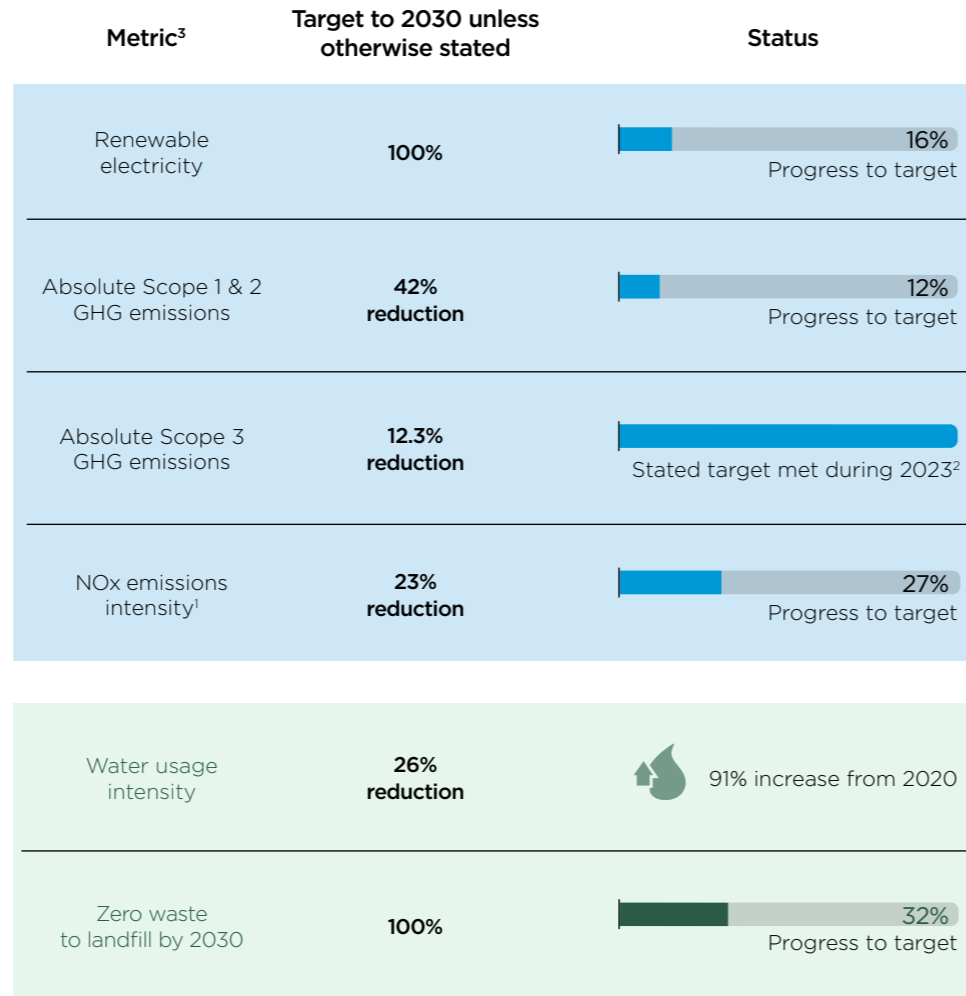 Metric³
Target to 2030 unless
otherwise stated
Status
Renewable
electricity
100%
16%
Progress to target
Absolute Scope 1 & 2
GHG emissions
42%
reduction
12%
Progress to target
Absolute Scope 3
GHG emissions
12.3%
reduction
Stated target met during 2023²
NOx emissions
intensity¹
23%
reduction
27%
Progress to target
Water usage
intensity
26%
reduction
91% increase from 2020
Zero waste
to landfill by 2030
100%
32%
Progress to target